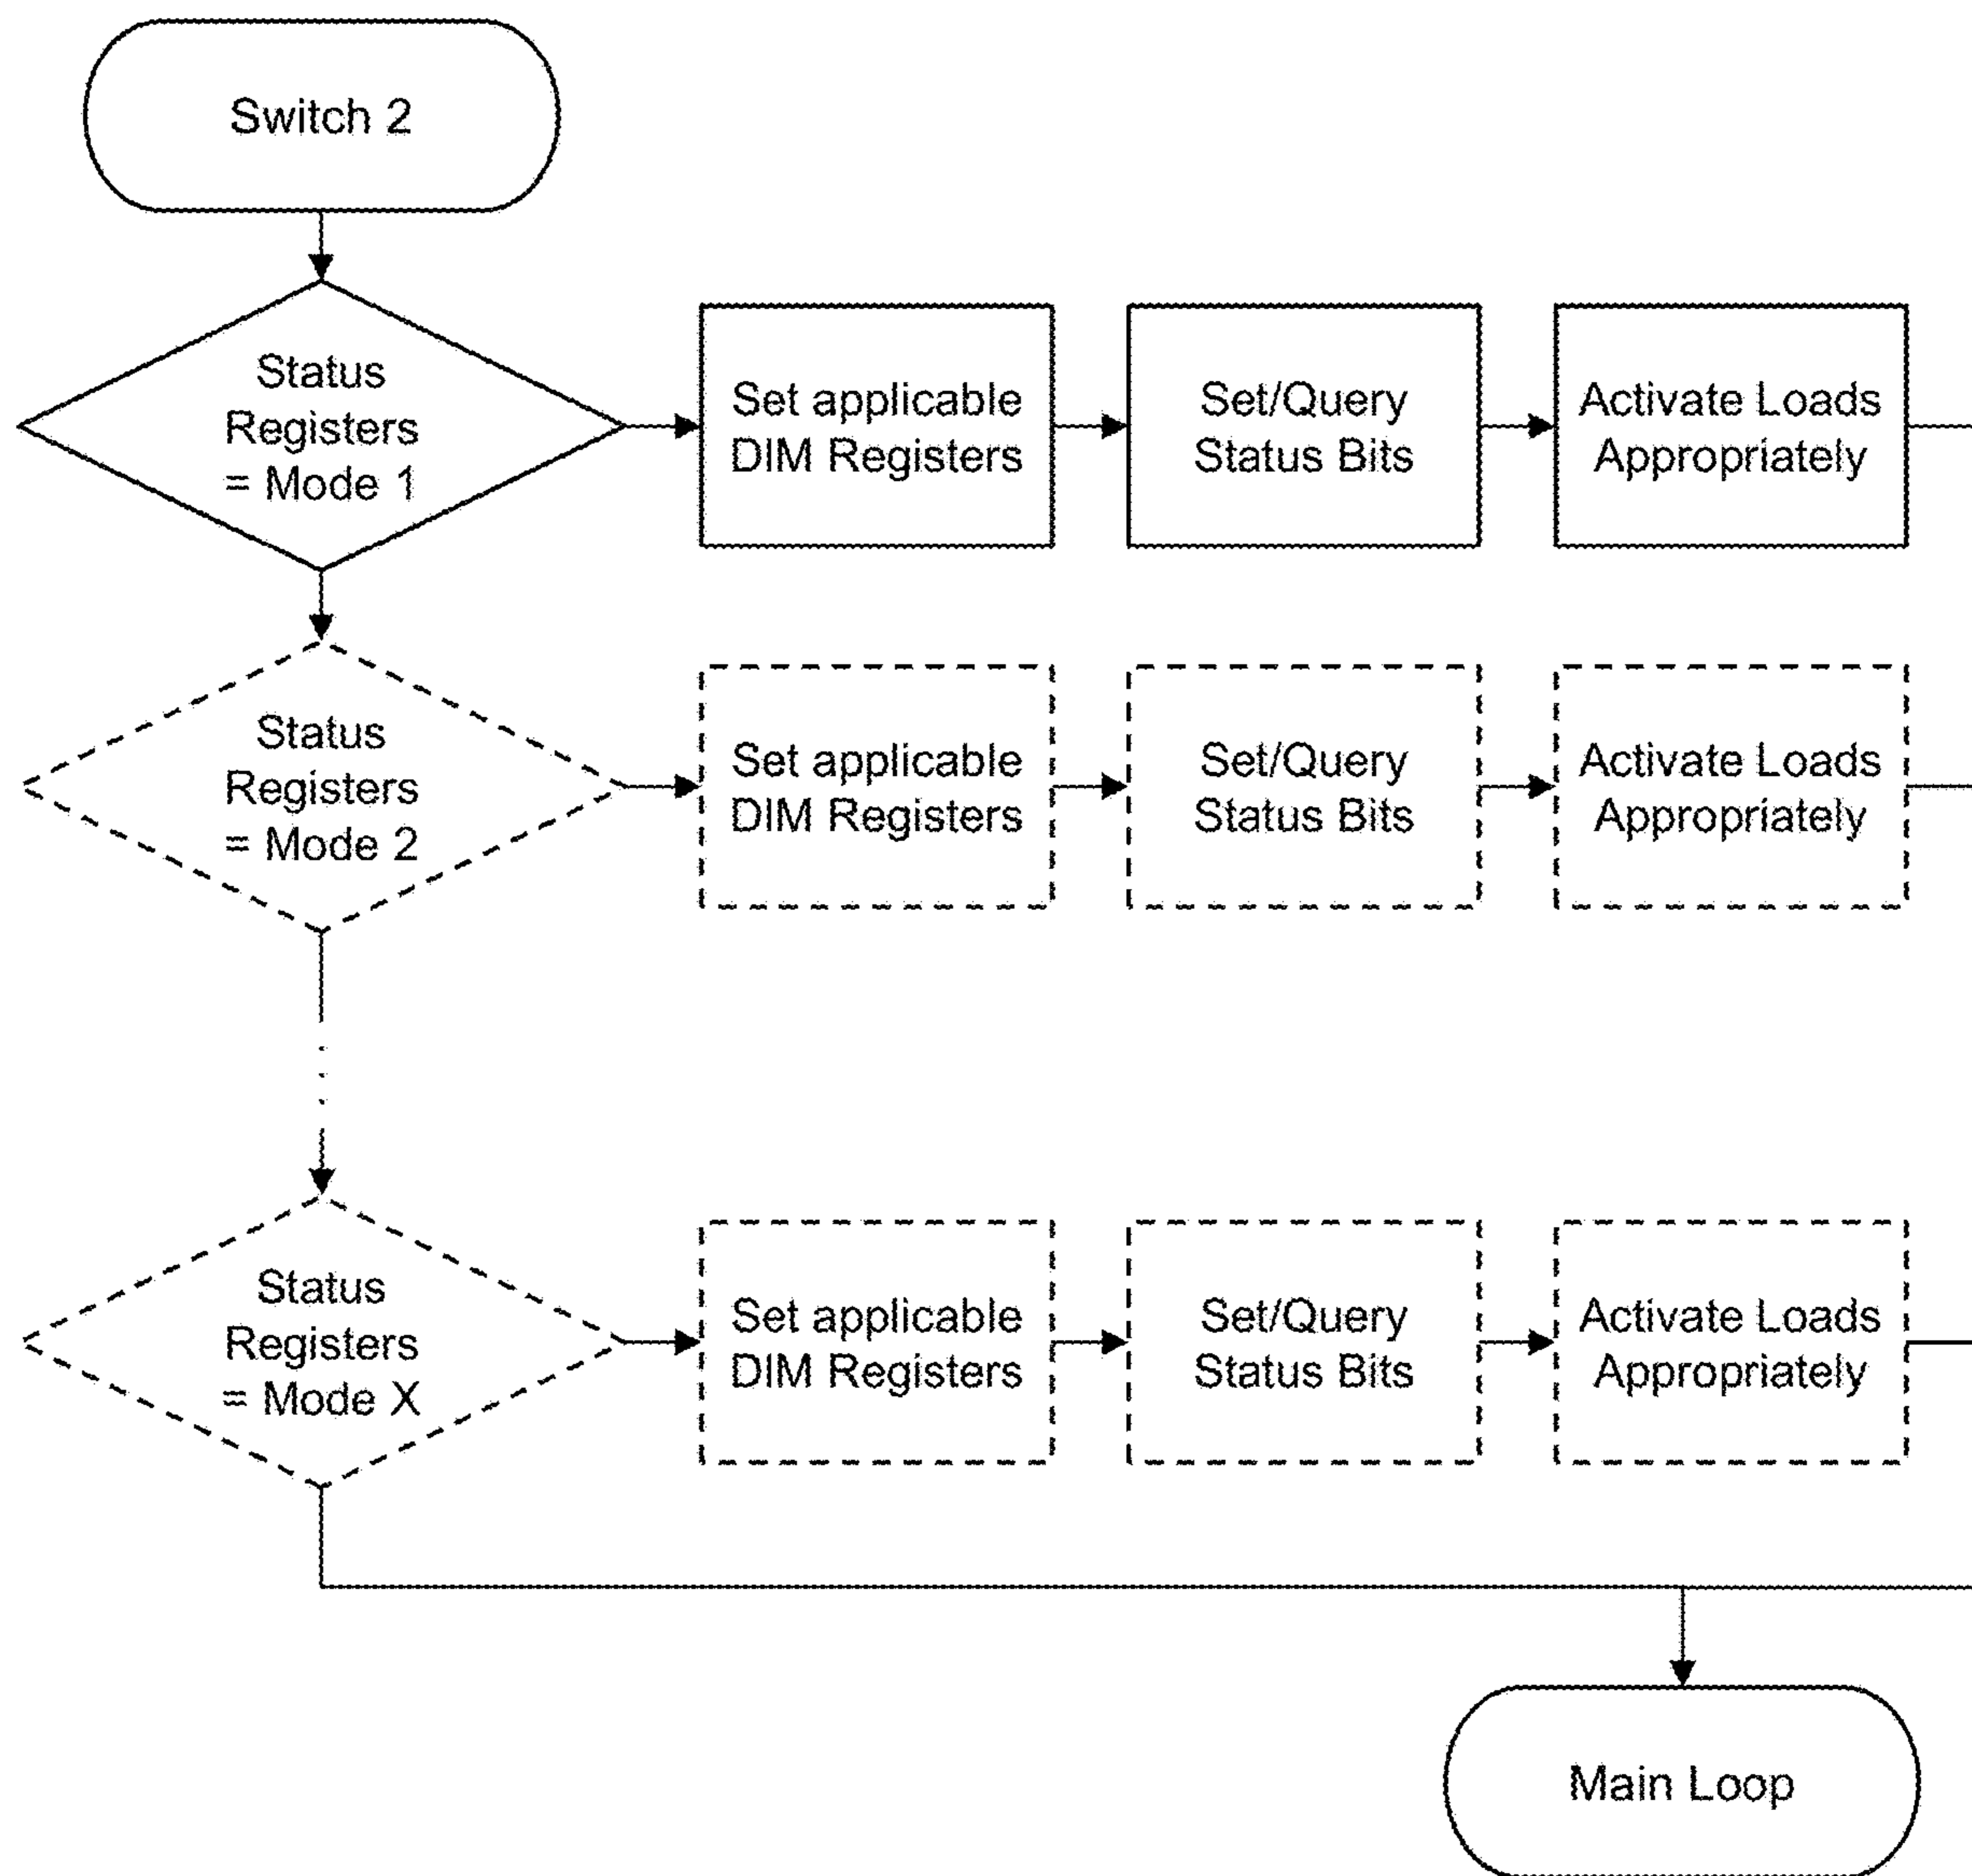 Switch 2
Status
Registers
= Mode 1
Set applicable
DIM Registers
Set/Query
Status Bits
Activate Loads
Appropriately
Status
Registers
= Mode 2
Set applicable
DIM Registers
Set/Query
Status Bits
Activate Loads
Appropriately
Status
Registers
= Mode X
Set applicable
DIM Registers
Set/Query
Status Bits
Activate Loads
Appropriately
Main Loop